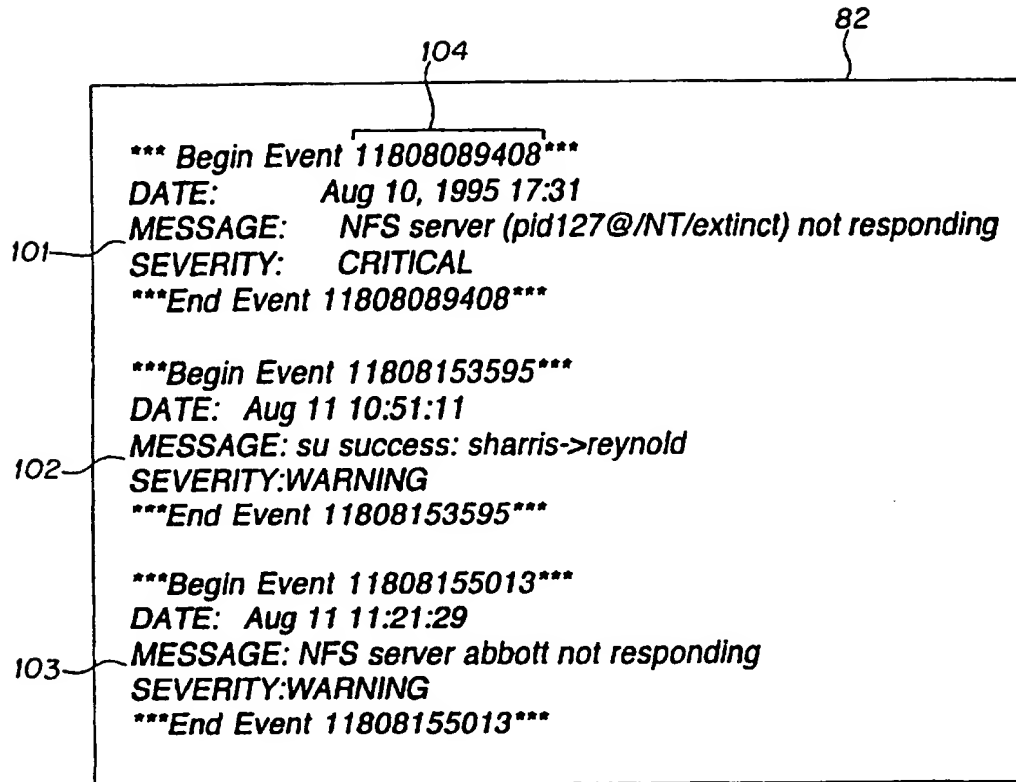 82
104
*** Begin Event 11808089408***
DATE: Aug 10, 1995 17:31
MESSAGE: NFS server (pid127@/NT/extinct) not responding
101
SEVERITY: CRITICAL
***End Event 11808089408***
***Begin Event 11808153595***
DATE: Aug 11 10:51:11
MESSAGE: su success: sharris->reynold
102
SEVERITY:WARNING
***End Event 11808153595***
***Begin Event 11808155013***
DATE: Aug 11 11:21:29
MESSAGE: NFS server abbott not responding
103
SEVERITY:WARNING
***End Event 11808155013***